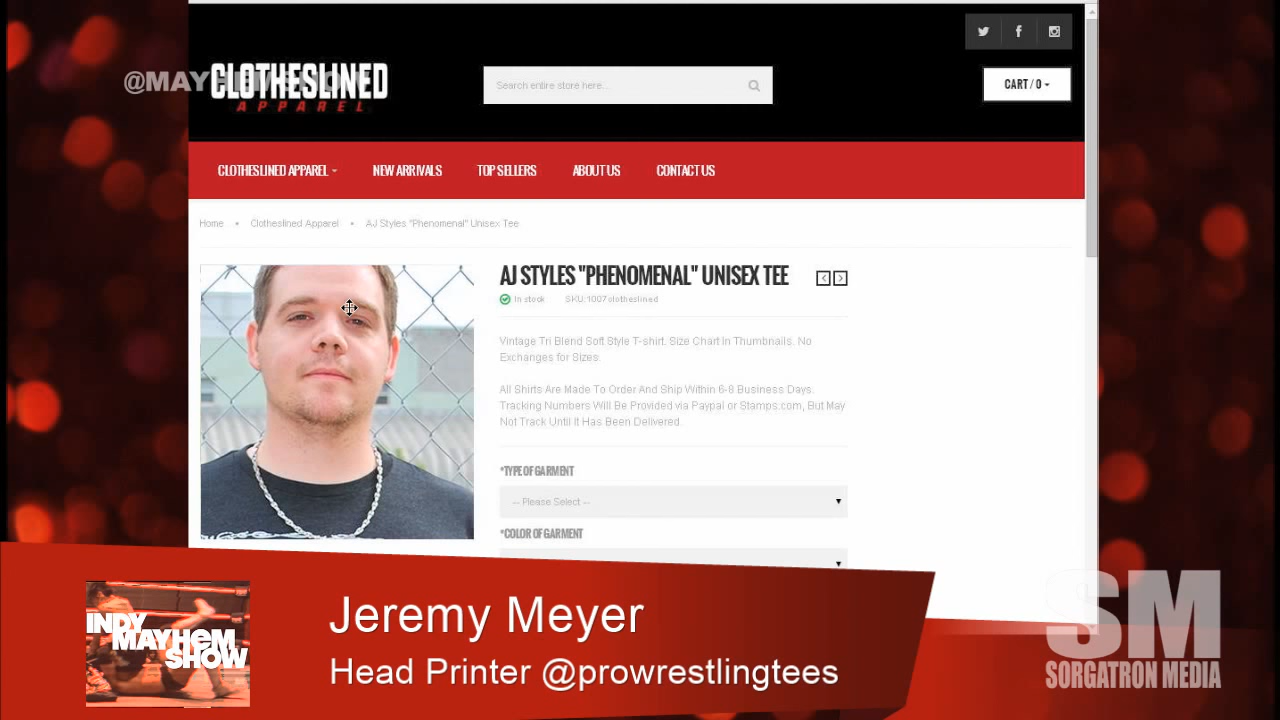 @MAYHEMSHOW
CLOTHESLINED
APPAREL
Search entire store here...
CART / 0
CLOTHESLINED APPAREL
NEW ARRIVALS
TOP SELLERS
ABOUT US
CONTACT US
Home • Clotheslined Apparel • AJ Styles "Phenomenal" Unisex Tee
AJ STYLES "PHENOMENAL" UNISEX TEE
In stock SKU: 1007clotheslined
Vintage Tri Blend Soft Style T-shirt. Size Chart In Thumbnails. No
Exchanges for Sizes.
All Shirts Are Made To Order And Ship Within 6-8 Business Days.
Tracking Numbers Will Be Provided via Paypal or Stamps.com, But May
Not Track Until It Has Been Delivered.
*TYPE OF GARMENT
-- Please Select --
*COLOR OF GARMENT
INDY
MAYHEM
SHOW
Jeremy Meyer
Head Printer @prowrestlingtees
SM
SORGATRON MEDIA